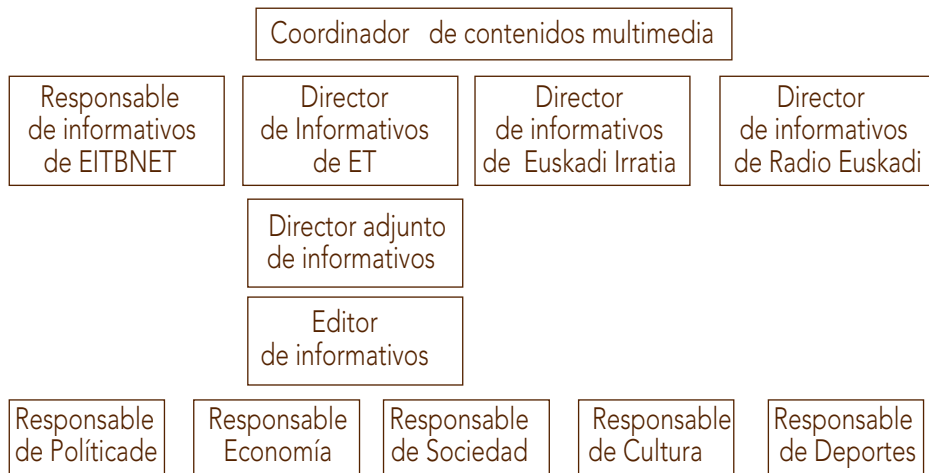 Coordinador de contenidos multimedia
Responsable
de informativos
de EITBNET
Director
de Informativos
de ET
Director
de informativos
de Euskadi Irratia
Director
de informativos
de Radio Euskadi
Director adjunto
de informativos
Editor
de informativos
Responsable
de Políticade
Responsable
Economía
Responsable
de Sociedad
Responsable
de Cultura
Responsable
de Deportes